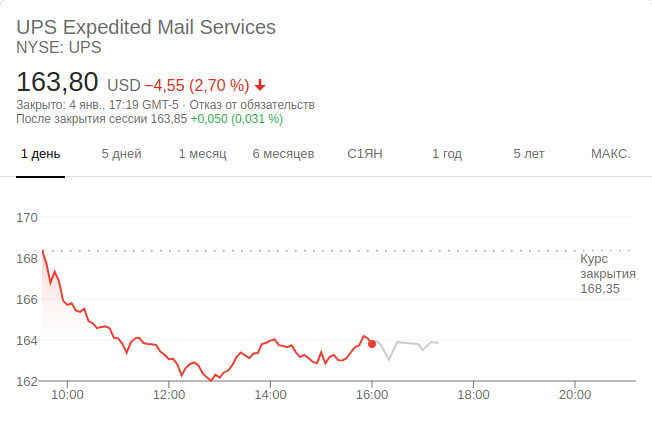 UPS Expedited Mail Services
NYSE: UPS
163,80 USD −4,55 (2,70 %)
Закрыто: 4 янв., 17:19 GMT-5 · Отказ от обязательств
После закрытия сессии 163,85 +0,050 (0,031 %)
1 день 5 дней 1 месяц 6 месяцев С1ЯН 1 год 5 лет МАКС.
170
168
166
164
162
Курс
закрытия
168,35
10:00 12:00 14:00 16:00 18:00 20:00